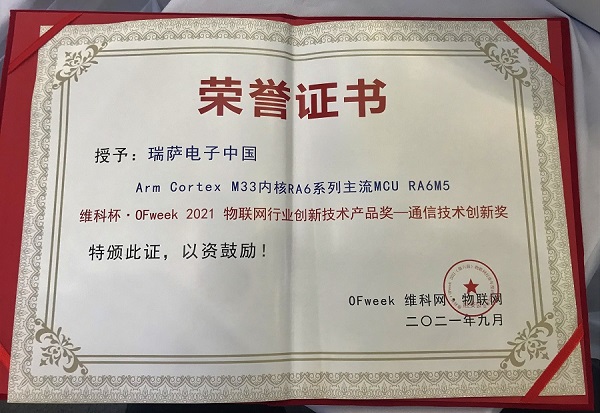 荣誉证书
授予：瑞萨电子中国
Arm Cortex M33内核RA6系列主流MCU RA6M5
维科杯·OFweek 2021 物联网行业创新技术产品奖—通信技术创新奖
特颁此证，以资鼓励！
OFweek 维科网·物联网
二〇二一年九月